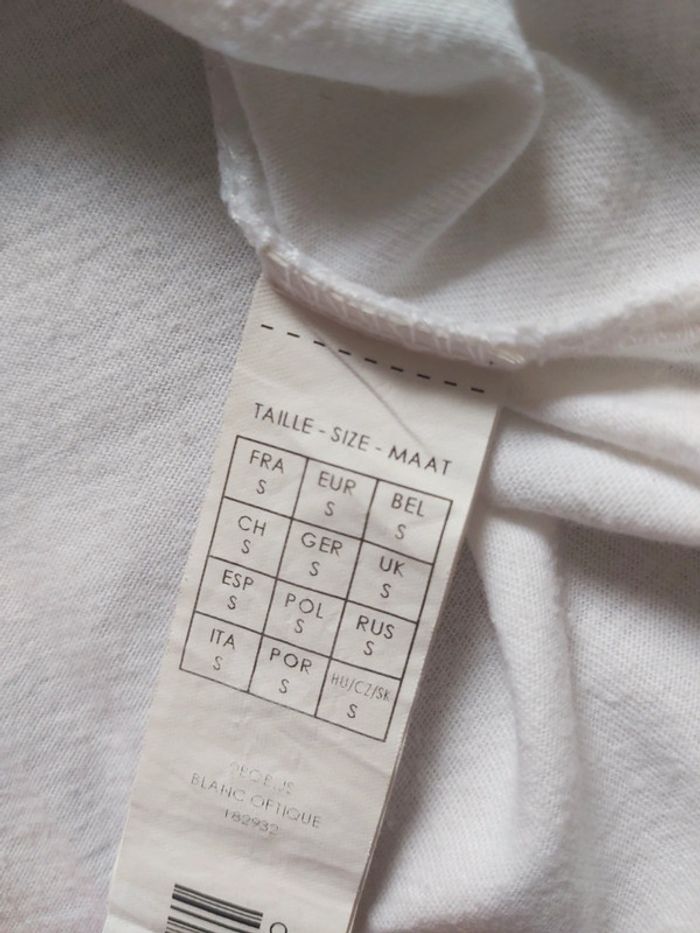 TAILLE - SIZE - MAAT
FRA EUR BEL
S S S
CH GER UK
S S S
ESP POL RUS
S S S
ITA POR HU/CZ/SK
S S S
BLANC OPTIQUE
182932